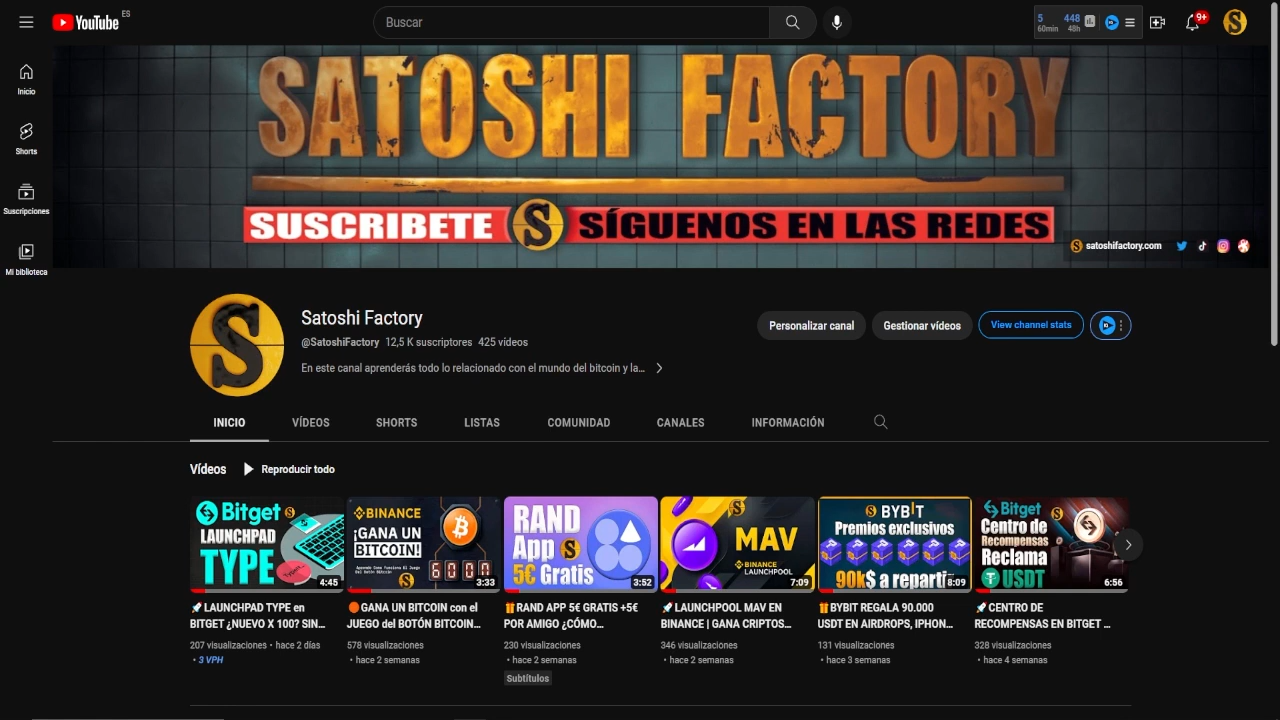 YouTube ES
Buscar
5 448
60min 48h
9+
Inicio
Shorts
Suscripciones
Mi biblioteca
SATOSHI FACTORY
SUSCRIBETE S SÍGUENOS EN LAS REDES
satoshifactory.com
Satoshi Factory
@SatoshiFactory 12,5 K suscriptores 425 vídeos
En este canal aprenderás todo lo relacionado con el mundo del bitcoin y la...
Personalizar canal
Gestionar vídeos
View channel stats
INICIO VÍDEOS SHORTS LISTAS COMUNIDAD CANALES INFORMACIÓN
Vídeos Reproducir todo
Bitget
LAUNCHPAD
TYPE
4:45
🚀 LAUNCHPAD TYPE en
BITGET ¿NUEVO X 100? SIN...
207 visualizaciones • hace 2 días
• 3 VPH
BINANCE
¡GANA UN
BITCOIN!
3:33
🔴GANA UN BITCOIN con el
JUEGO del BOTÓN BITCOIN...
578 visualizaciones
• hace 2 semanas
RAND
App
5€ Gratis
3:52
🎁RAND APP 5€ GRATIS +5€
POR AMIGO ¿CÓMO...
230 visualizaciones
• hace 2 semanas
Subtítulos
MAV
BINANCE
LAUNCHPOOL
7:09
🚀 LAUNCHPOOL MAV EN
BINANCE | GANA CRIPTOS...
346 visualizaciones
• hace 2 semanas
BYBIT
Premios exclusivos
90k$ a reparti
8:09
🎁BYBIT REGALA 90.000
USDT EN AIRDROPS, IPHON...
131 visualizaciones
• hace 3 semanas
Bitget
Centro de
Recompensas
Reclama
USDT
6:56
🚀CENTRO DE
RECOMPENSAS EN BITGET ...
328 visualizaciones
• hace 4 semanas